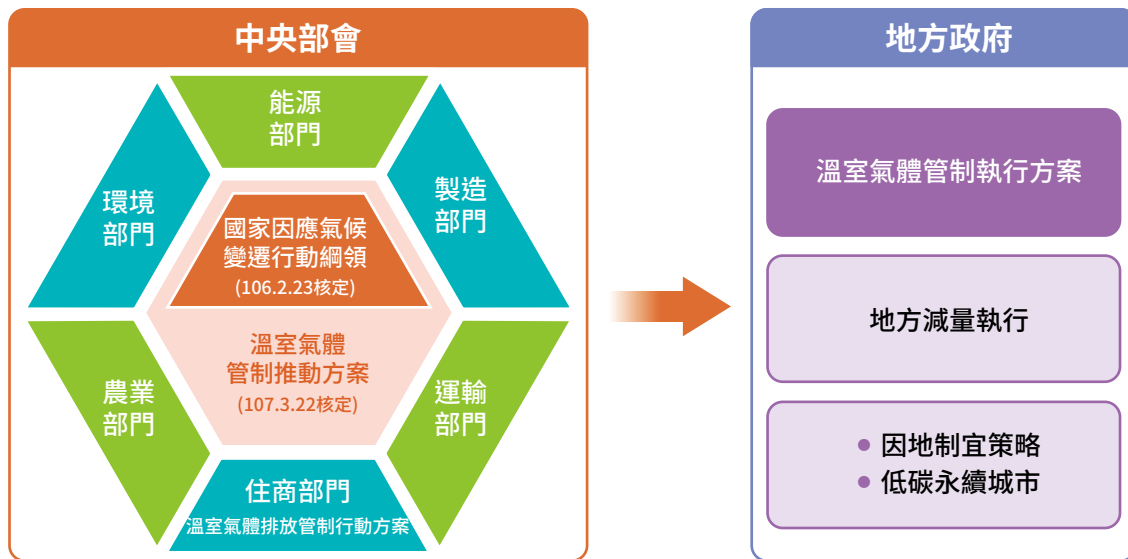 中央部會
能源
部門
環境
部門
製造
部門
國家因應氣候
變遷行動綱領
(106.2.23核定)
溫室氣體
管制推動方案
(107.3.22核定)
農業
部門
運輸
部門
住商部門
溫室氣體排放管制行動方案
地方政府
溫室氣體管制執行方案
地方減量執行
• 因地制宜策略
• 低碳永續城市